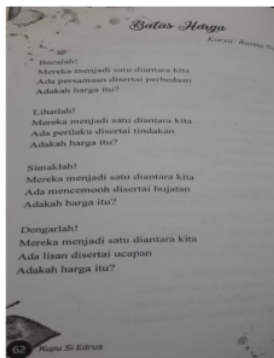 Batas Harga
Karya:
Bacalah!
Mereka menjadi satu diantara kita
Ada persamaan disertai perbedaan
Adakah harga itu?
Lihatlah!
Mereka menjadi satu diantara kita
Ada perilaku disertai tindakan
Adakah harga itu?
Simaklah!
Mereka menjadi satu diantara kita
Ada mencemooh disertai hujatan
Adakah harga itu?
Dengarlah!
Mereka menjadi satu diantara kita
Ada lisan disertai ucapan
Adakah harga itu?
62 Kupu Si Edrus